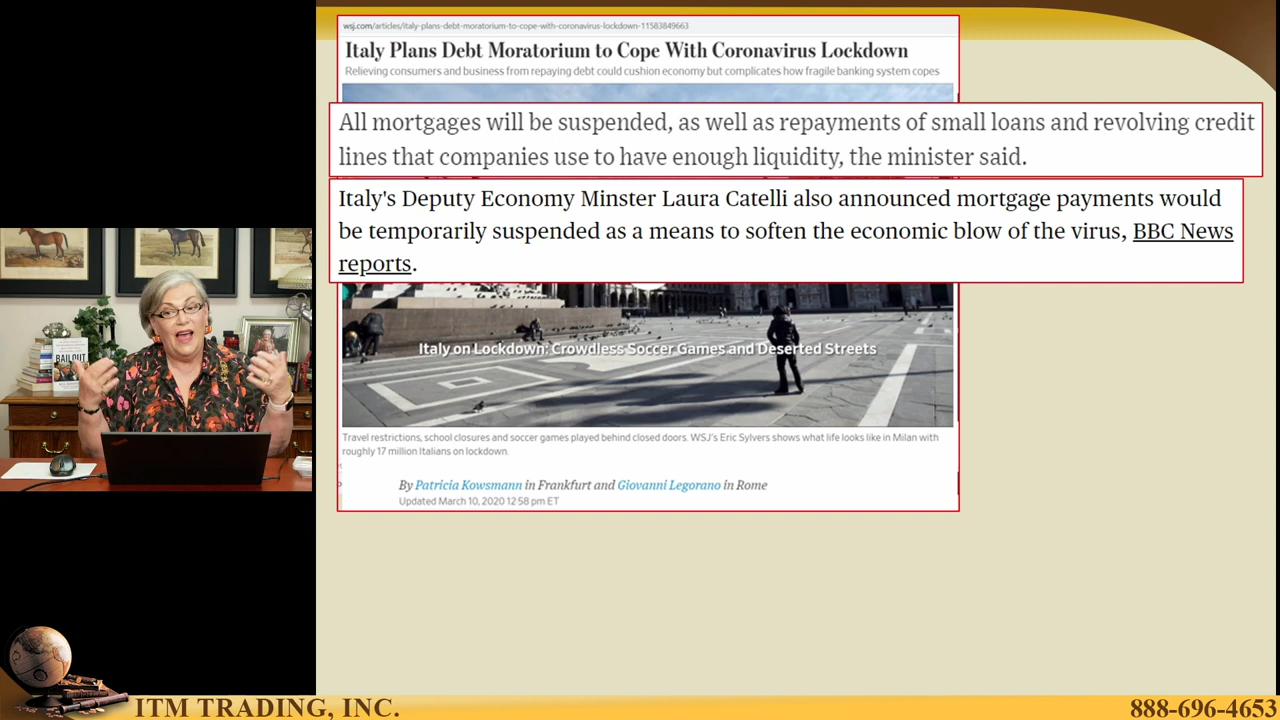 wsj.com/articles/italy-plans-debt-moratorium-to-cope-with-coronavirus-lockdown-11583849663
Italy Plans Debt Moratorium to Cope With Coronavirus Lockdown
Relieving consumers and business from repaying debt could cushion economy but complicates how fragile banking system copes
All mortgages will be suspended, as well as repayments of small loans and revolving credit
lines that companies use to have enough liquidity, the minister said.
Italy's Deputy Economy Minster Laura Catelli also announced mortgage payments would
be temporarily suspended as a means to soften the economic blow of the virus, BBC News
reports.
Italy on Lockdown: Crowdless Soccer Games and Deserted Streets
Travel restrictions, school closures and soccer games played behind closed doors. WSJ's Eric Sylvers shows what life looks like in Milan with
roughly 17 million Italians on lockdown.
By Patricia Kowsmann in Frankfurt and Giovanni Legorano in Rome
Updated March 10, 2020 12:58 pm ET
BAILOUT
ITM TRADING, INC.
888-696-4653